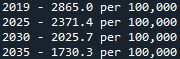 2019 - 2865.0 per 100,000
2025 - 2371.4 per 100,000
2030 - 2025.7 per 100,000
2035 - 1730.3 per 100,000